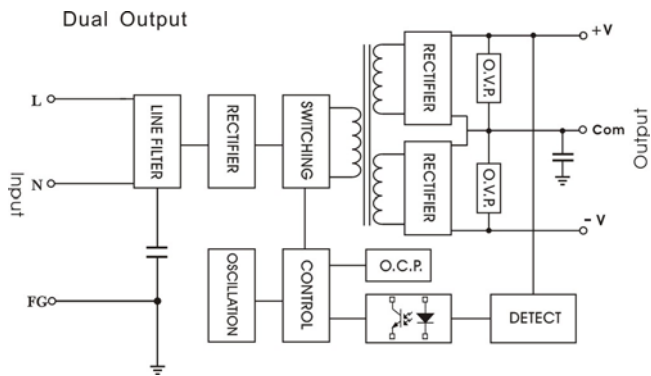 Dual Output
L
N
FG
Input
LINE FILTER
RECTIFIER
SWITCHING
RECTIFIER
RECTIFIER
O.V.P.
O.V.P.
+V
Com
- V
Output
OSCILLATION
CONTROL
O.C.P.
DETECT